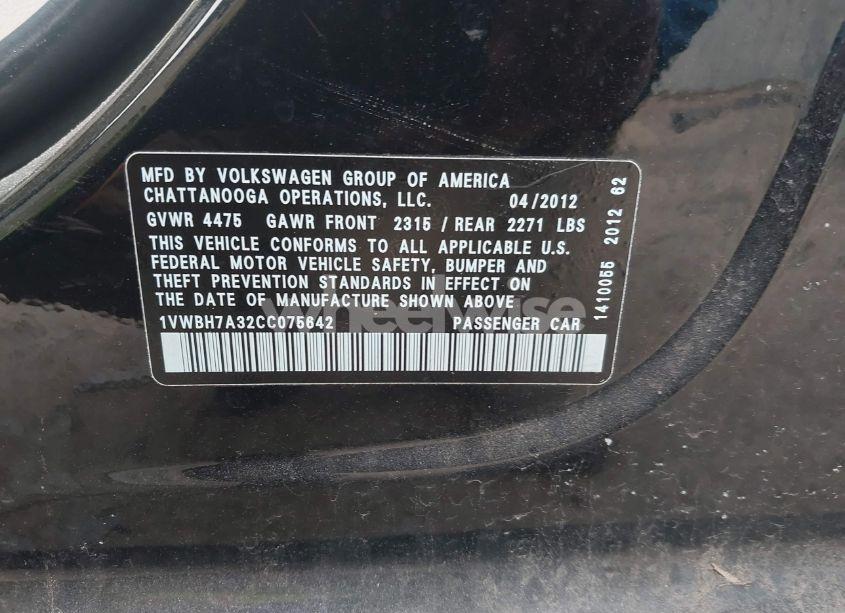 MFD BY VOLKSWAGEN GROUP OF AMERICA
CHATTANOOGA OPERATIONS, LLC. 04/2012
GVWR 4475 GAWR FRONT 2315 / REAR 2271 LBS
THIS VEHICLE CONFORMS TO ALL APPLICABLE U.S.
FEDERAL MOTOR VEHICLE SAFETY, BUMPER AND
THEFT PREVENTION STANDARDS IN EFFECT ON
THE DATE OF MANUFACTURE SHOWN ABOVE
1VWBH7A32CC075642 PASSENGER CAR
1410055 2012 62
wheelwise